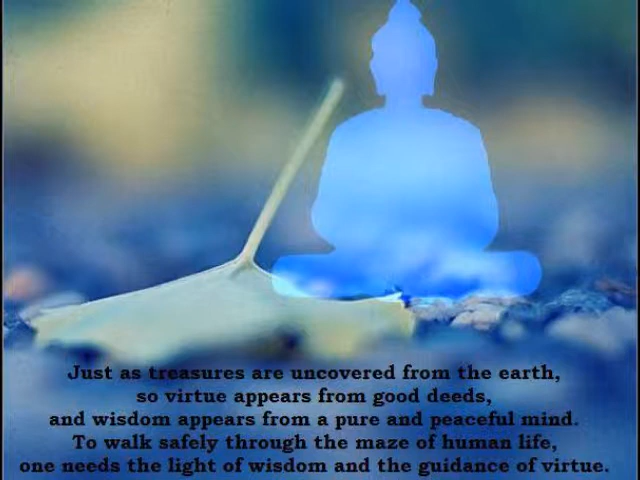 Just as treasures are uncovered from the earth,
so virtue appears from good deeds,
and wisdom appears from a pure and peaceful mind.
To walk safely through the maze of human life,
one needs the light of wisdom and the guidance of virtue.